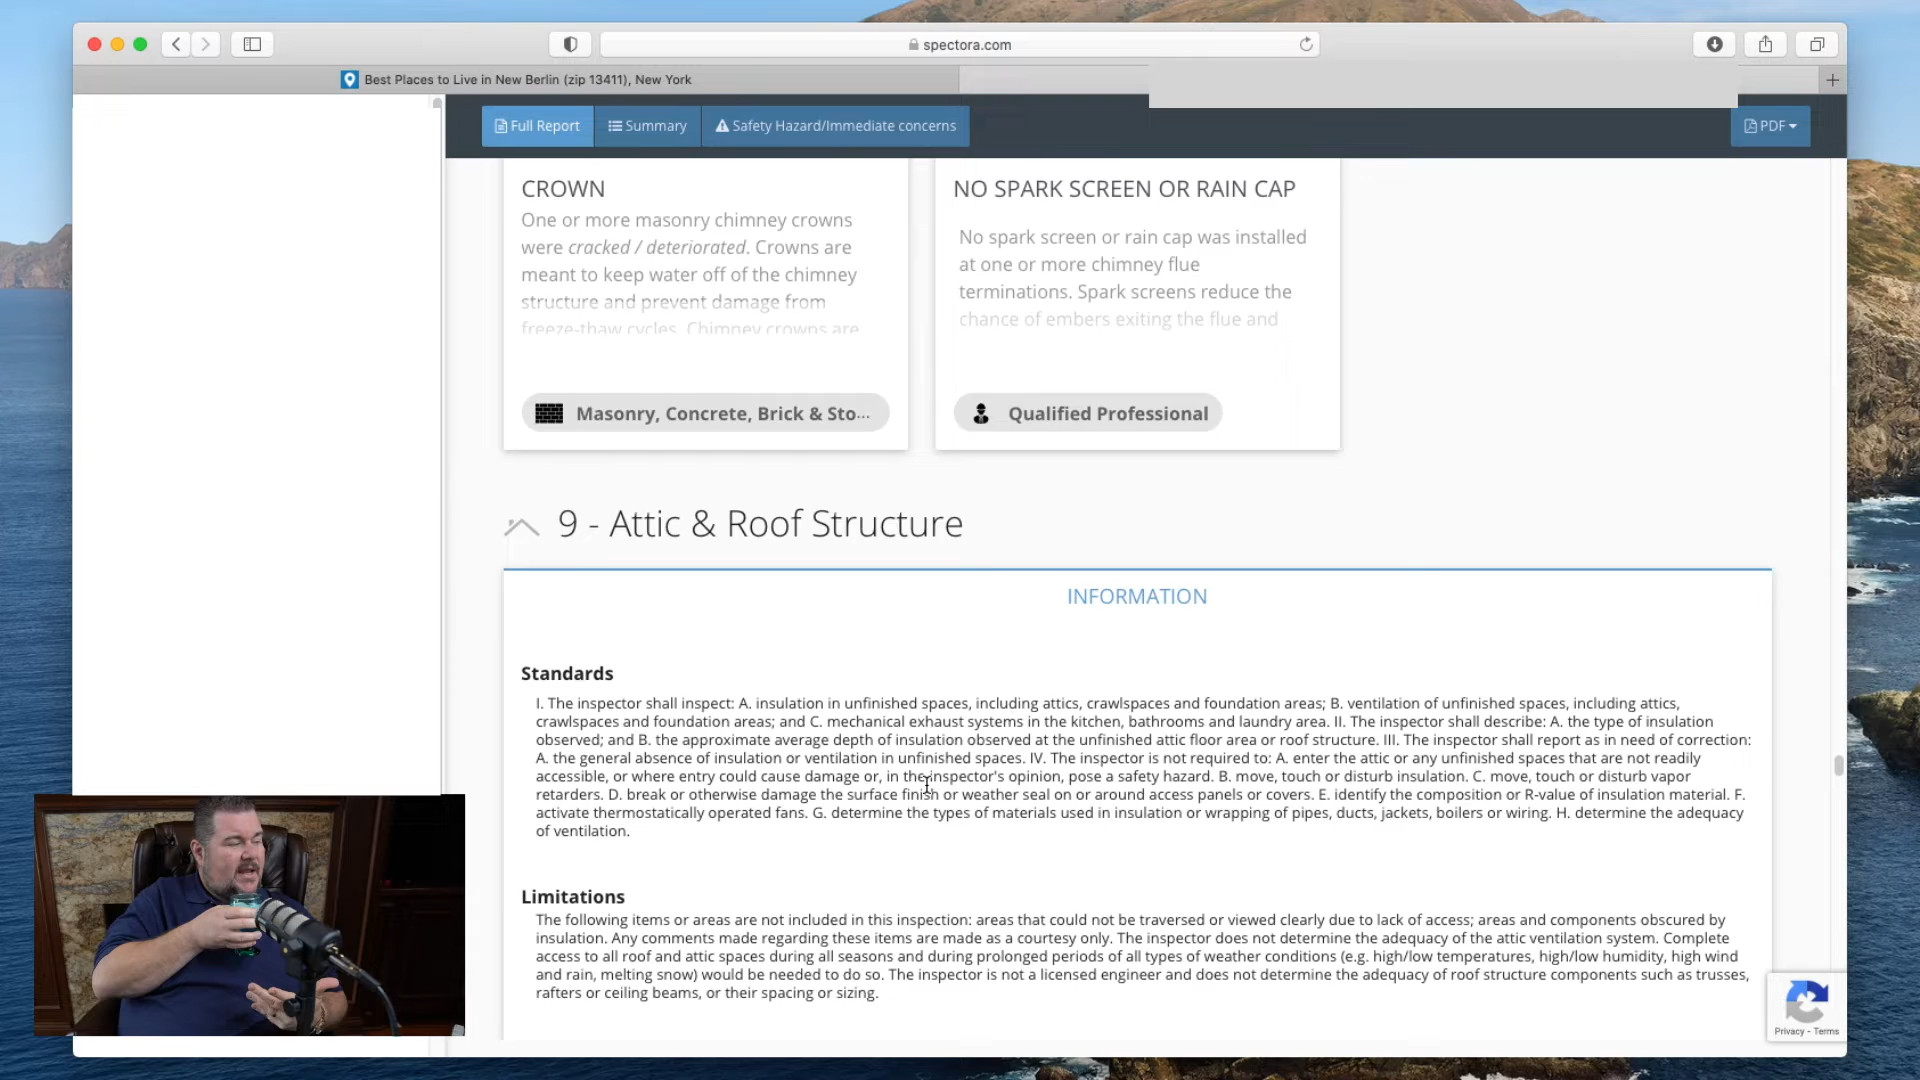 spectora.com
Best Places to Live in New Berlin (zip 13411), New York
Full Report
Summary
Safety Hazard/Immediate concerns
PDF
CROWN
One or more masonry chimney crowns
were cracked / deteriorated. Crowns are
meant to keep water off of the chimney
structure and prevent damage from
freeze-thaw cycles. Chimney crowns are
Masonry, Concrete, Brick & Sto...
NO SPARK SCREEN OR RAIN CAP
No spark screen or rain cap was installed
at one or more chimney flue
terminations. Spark screens reduce the
chance of embers exiting the flue and
Qualified Professional
9 - Attic & Roof Structure
INFORMATION
Standards
I. The inspector shall inspect: A. insulation in unfinished spaces, including attics, crawlspaces and foundation areas; B. ventilation of unfinished spaces, including attics,
crawlspaces and foundation areas; and C. mechanical exhaust systems in the kitchen, bathrooms and laundry area. II. The inspector shall describe: A. the type of insulation
observed; and B. the approximate average depth of insulation observed at the unfinished attic floor area or roof structure. III. The inspector shall report as in need of correction:
A. the general absence of insulation or ventilation in unfinished spaces. IV. The inspector is not required to: A. enter the attic or any unfinished spaces that are not readily
accessible, or where entry could cause damage or, in the inspector's opinion, pose a safety hazard. B. move, touch or disturb insulation. C. move, touch or disturb vapor
retarders. D. break or otherwise damage the surface finish or weather seal on or around access panels or covers. E. identify the composition or R-value of insulation material. F.
activate thermostatically operated fans. G. determine the types of materials used in insulation or wrapping of pipes, ducts, jackets, boilers or wiring. H. determine the adequacy
of ventilation.
Limitations
The following items or areas are not included in this inspection: areas that could not be traversed or viewed clearly due to lack of access; areas and components obscured by
insulation. Any comments made regarding these items are made as a courtesy only. The inspector does not determine the adequacy of the attic ventilation system. Complete
access to all roof and attic spaces during all seasons and during prolonged periods of all types of weather conditions (e.g. high/low temperatures, high/low humidity, high wind
and rain, melting snow) would be needed to do so. The inspector is not a licensed engineer and does not determine the adequacy of roof structure components such as trusses,
rafters or ceiling beams, or their spacing or sizing.
Privacy - Terms